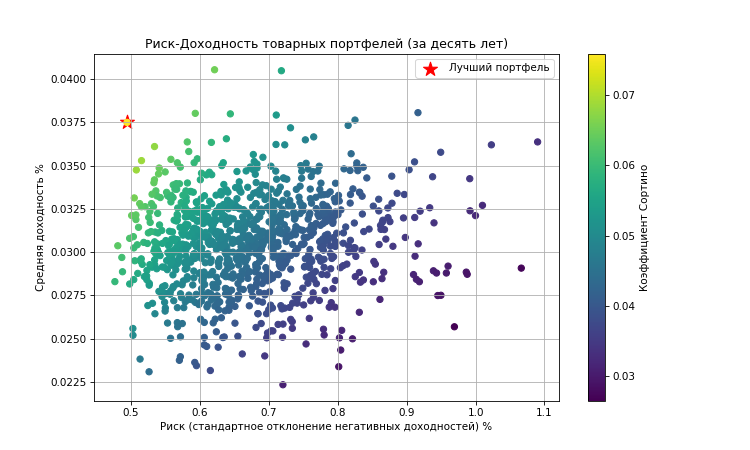 Риск-Доходность товарных портфелей (за десять лет)
Лучший портфель
0.0400
0.0375
0.0350
0.0325
0.0300
0.0275
0.0250
0.0225
Средняя доходность %
0.5 0.6 0.7 0.8 0.9 1.0 1.1
Риск (стандартное отклонение негативных доходностей) %
0.07
0.06
0.05
0.04
0.03
Коэффициент Сортино